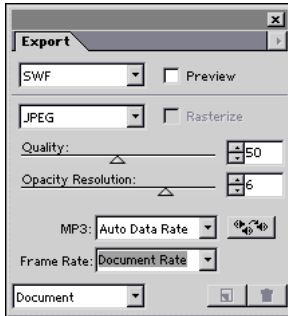 Export
SWF Preview
JPEG Rasterize
Quality: 50
Opacity Resolution: 6
MP3: Auto Data Rate
Frame Rate: Document Rate
Document